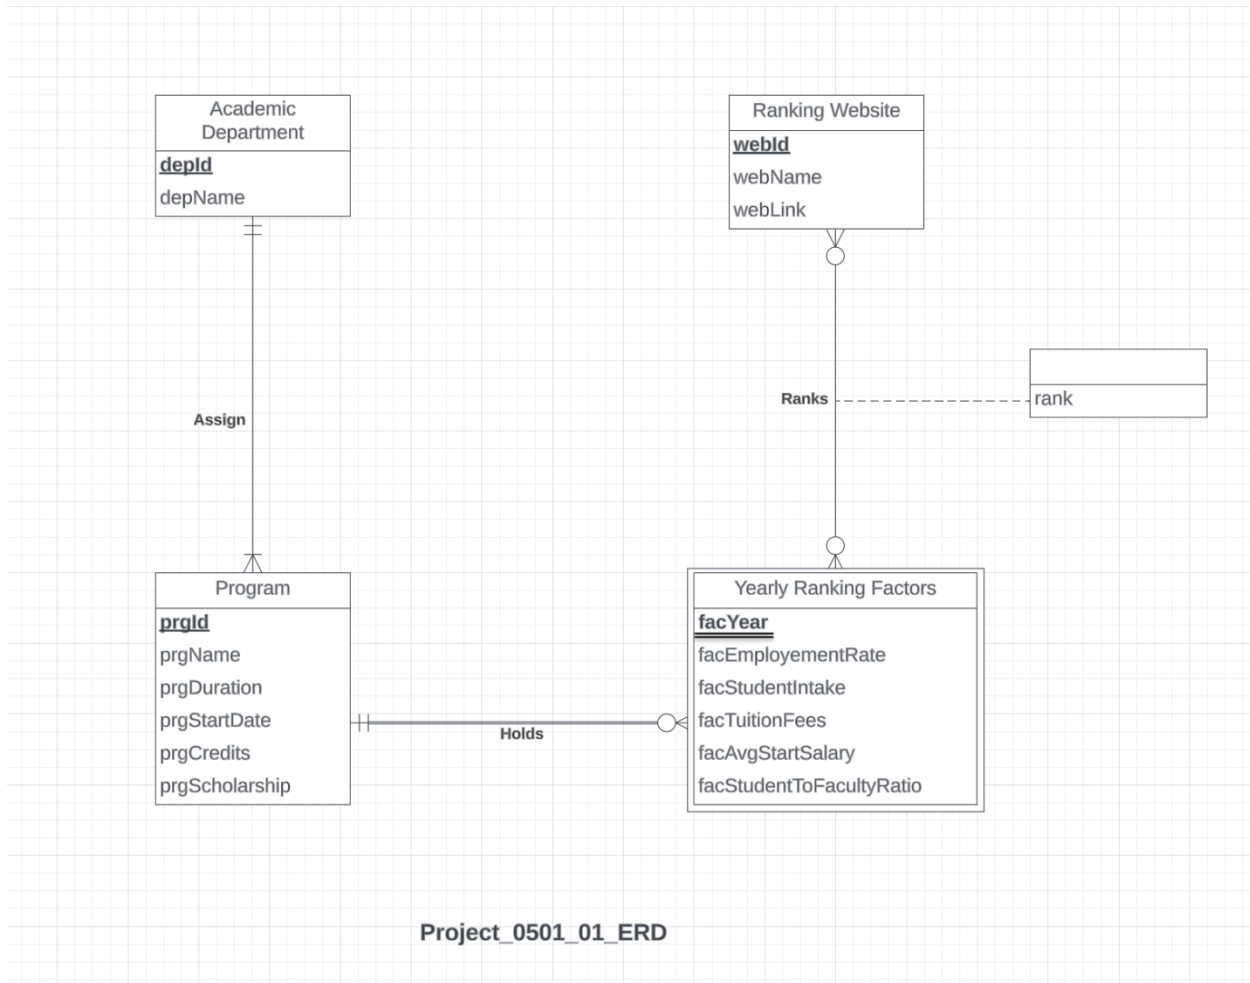 Academic
Department
depId
depName
Ranking Website
webId
webName
webLink
Ranks
rank
Assign
Program
prgId
prgName
prgDuration
prgStartDate
prgCredits
prgScholarship
Holds
Yearly Ranking Factors
facYear
facEmployementRate
facStudentIntake
facTuitionFees
facAvgStartSalary
facStudentToFacultyRatio
Project_0501_01_ERD